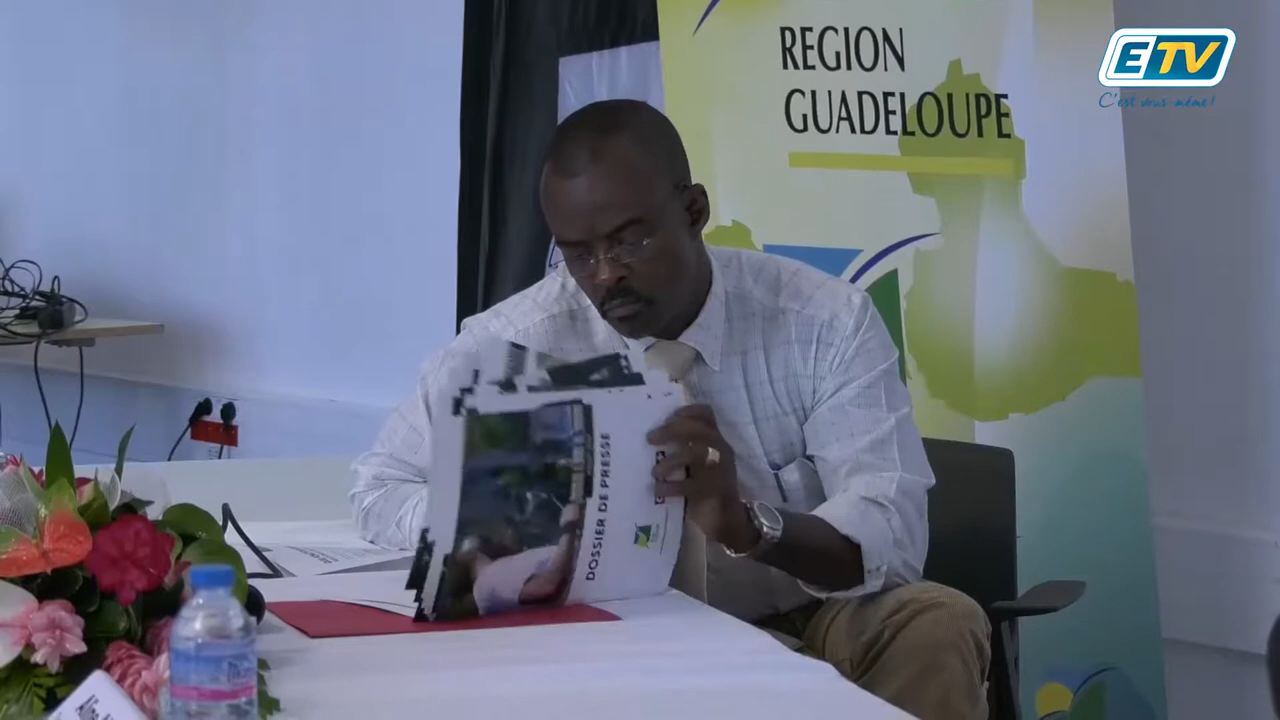 REGION
GUADELOUPE
ETV
C'est vous-même !
DOSSIER DE PRESSE